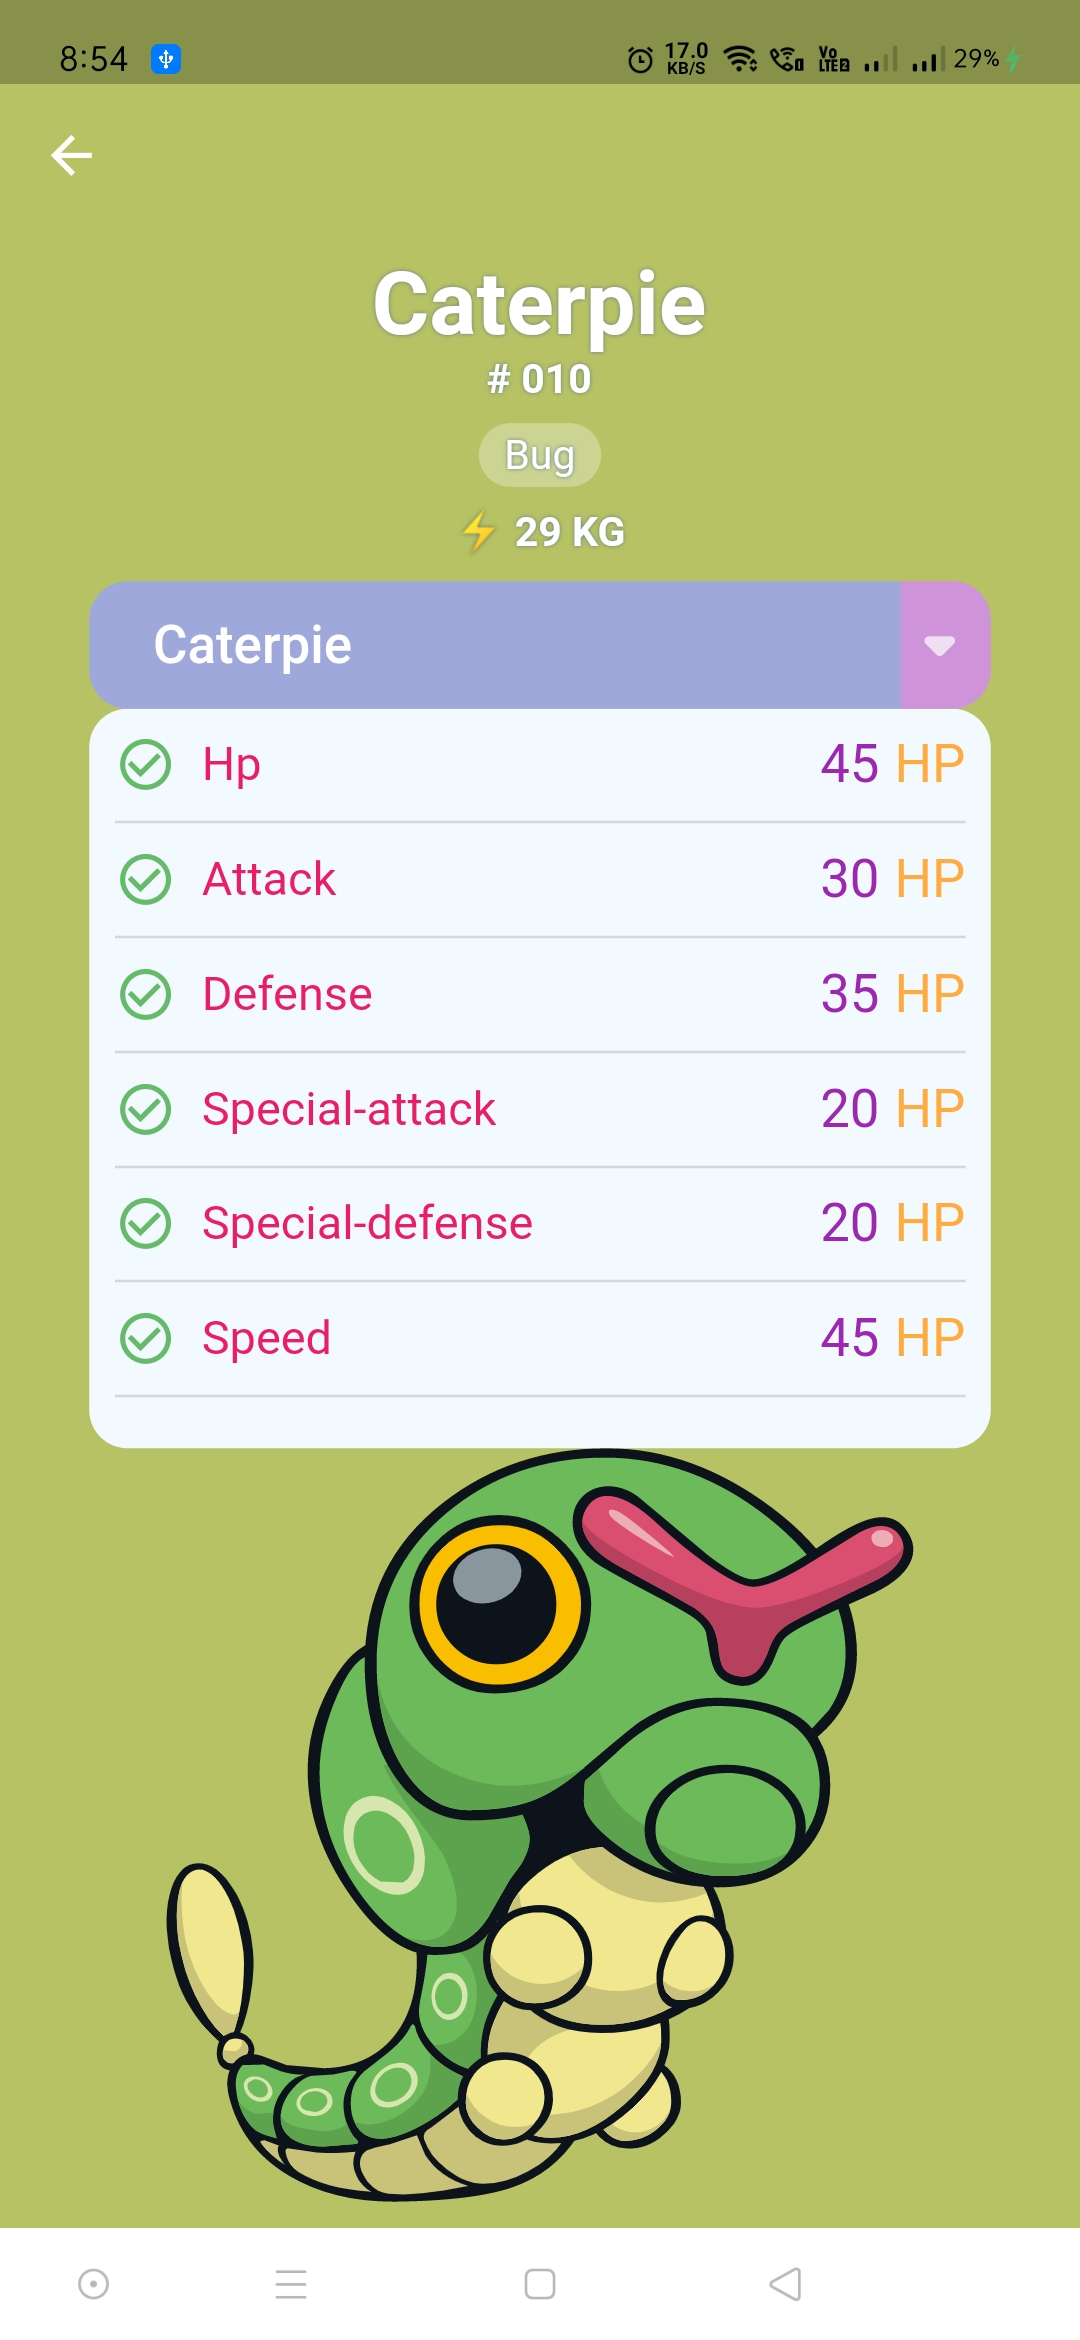 8:54
17.0
KB/S
Vo
LTE2
29%
Caterpie
# 010
Bug
⚡ 29 KG
Caterpie
Hp 45 HP
Attack 30 HP
Defense 35 HP
Special-attack 20 HP
Special-defense 20 HP
Speed 45 HP